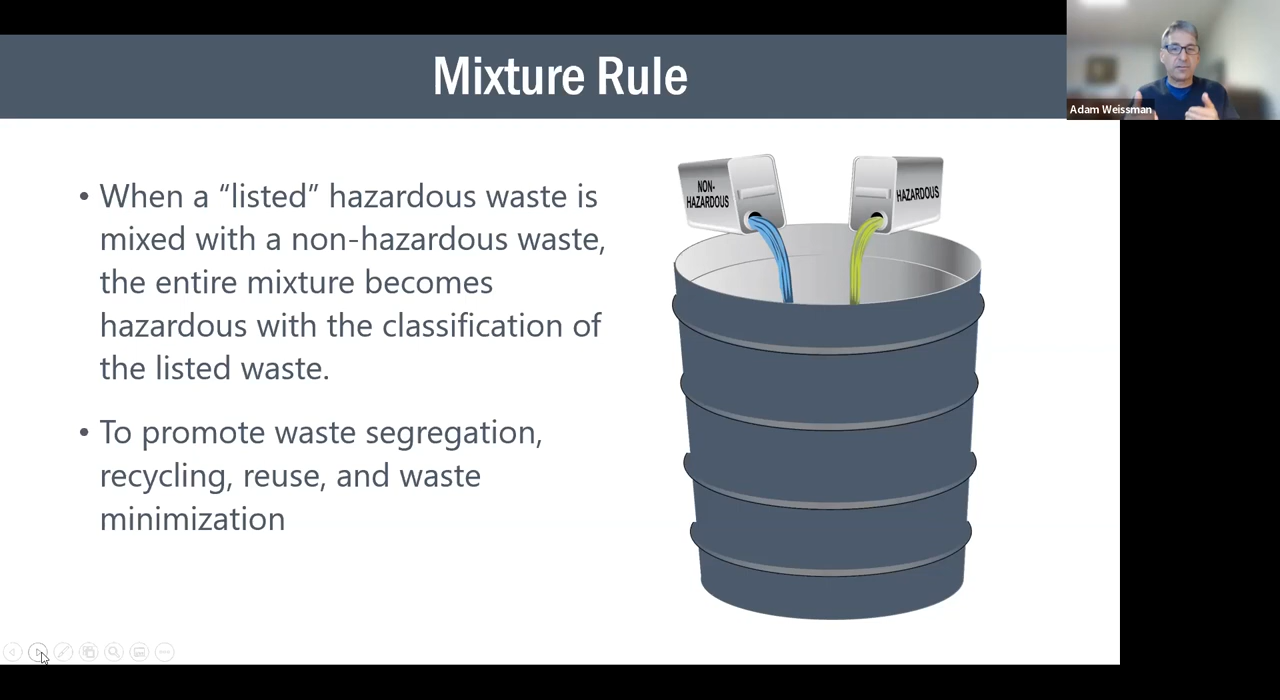 Mixture Rule
Adam Weissman
• When a “listed” hazardous waste is
mixed with a non-hazardous waste,
the entire mixture becomes
hazardous with the classification of
the listed waste.
• To promote waste segregation,
recycling, reuse, and waste
minimization
NON-
HAZARDOUS
HAZARDOUS